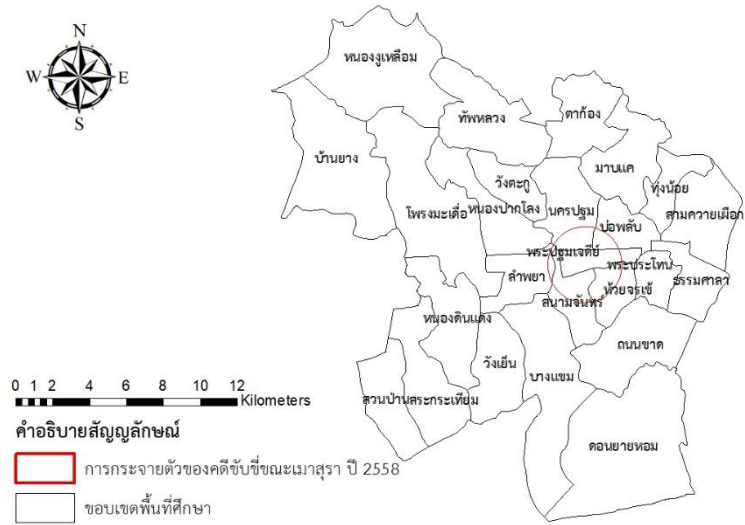 N
W E
S
หนองงูเหลือม
ตาก้อง
ทัพหลวง
บ้านยาง
มาบแค
วังตะกู
ทุ่งน้อย
หนองปากโลง
นครปฐม
สามควายเผือก
โพรงมะเดื่อ
บ่อพลับ
พระปฐมเจดีย์
พระประโทน
ลำพยา
ธรรมศาลา
ห้วยจรเข้
สนามจันทร์
หนองดินแดง
ถนนขาด
วังเย็น
บางแขม
0 1 2 4 6 8 10 12
Kilometers
สวนป่าน
สระกระเทียม
ดอนยายหอม
คำอธิบายสัญญลักษณ์
การกระจายตัวของคดีขับขี่ขณะเมาสุรา ปี 2558
ขอบเขตพื้นที่ศึกษา